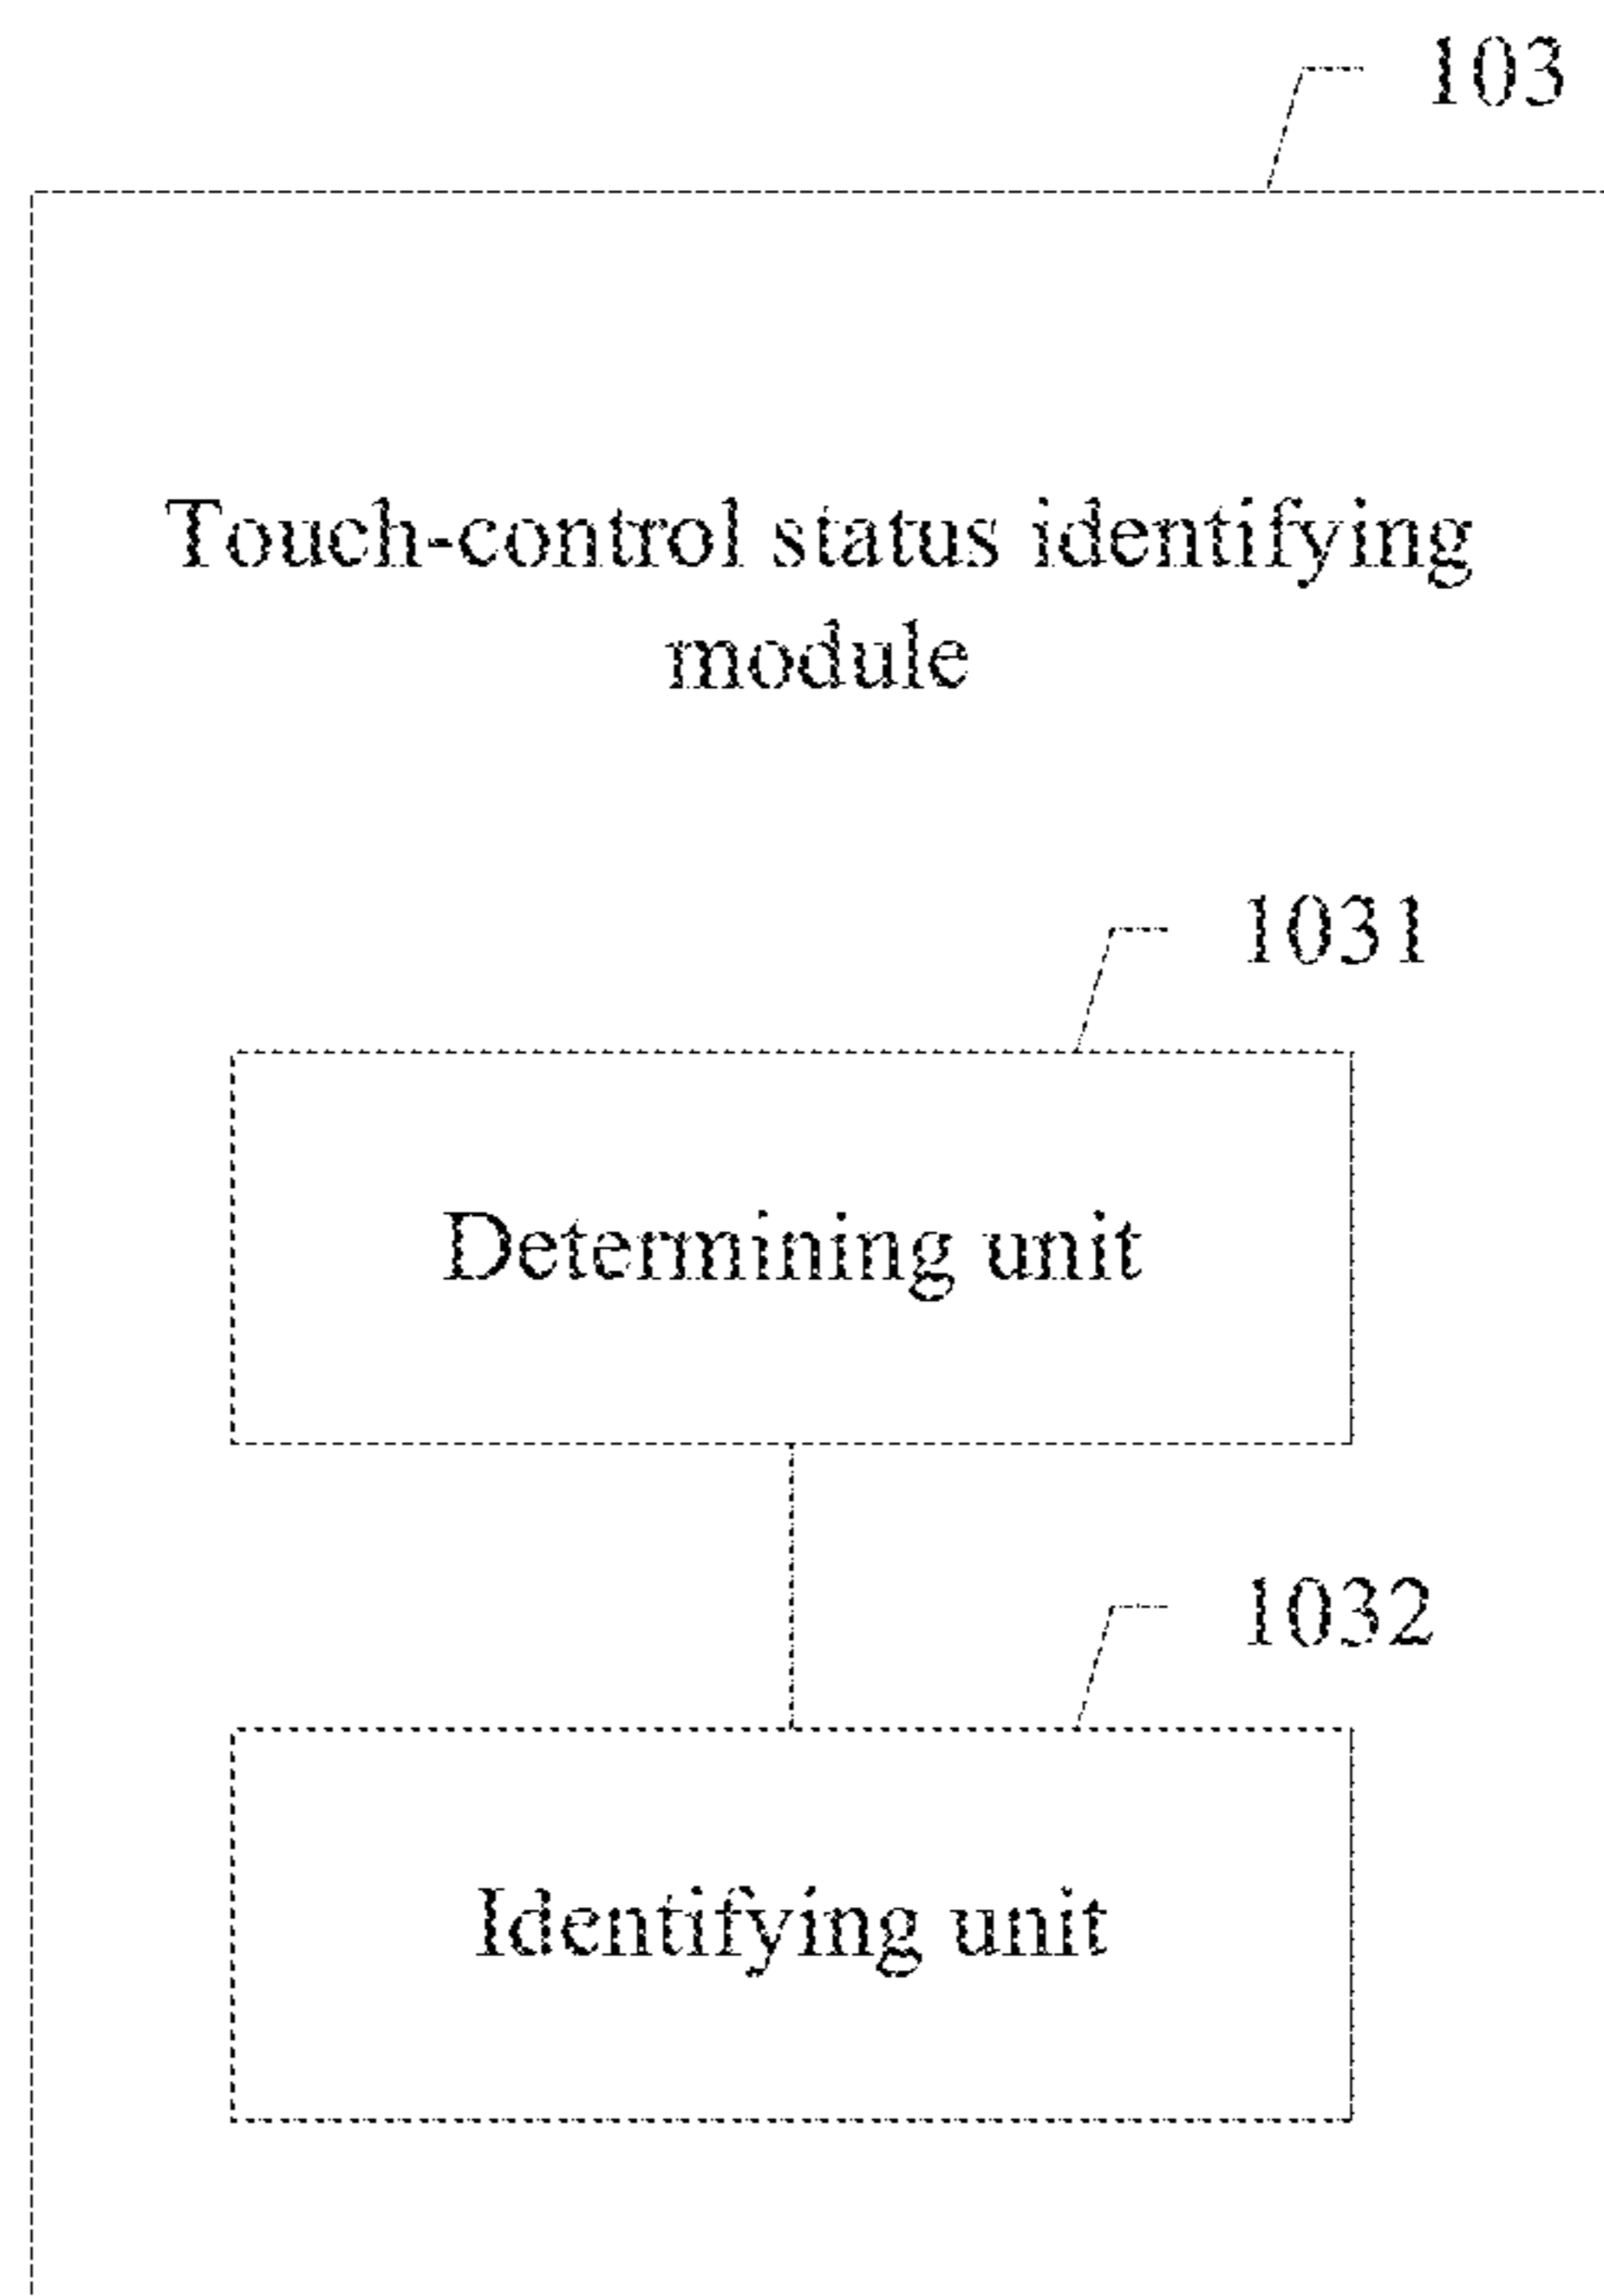 103
Touch-control status identifying
module
1031
Determining unit
1032
Identifying unit